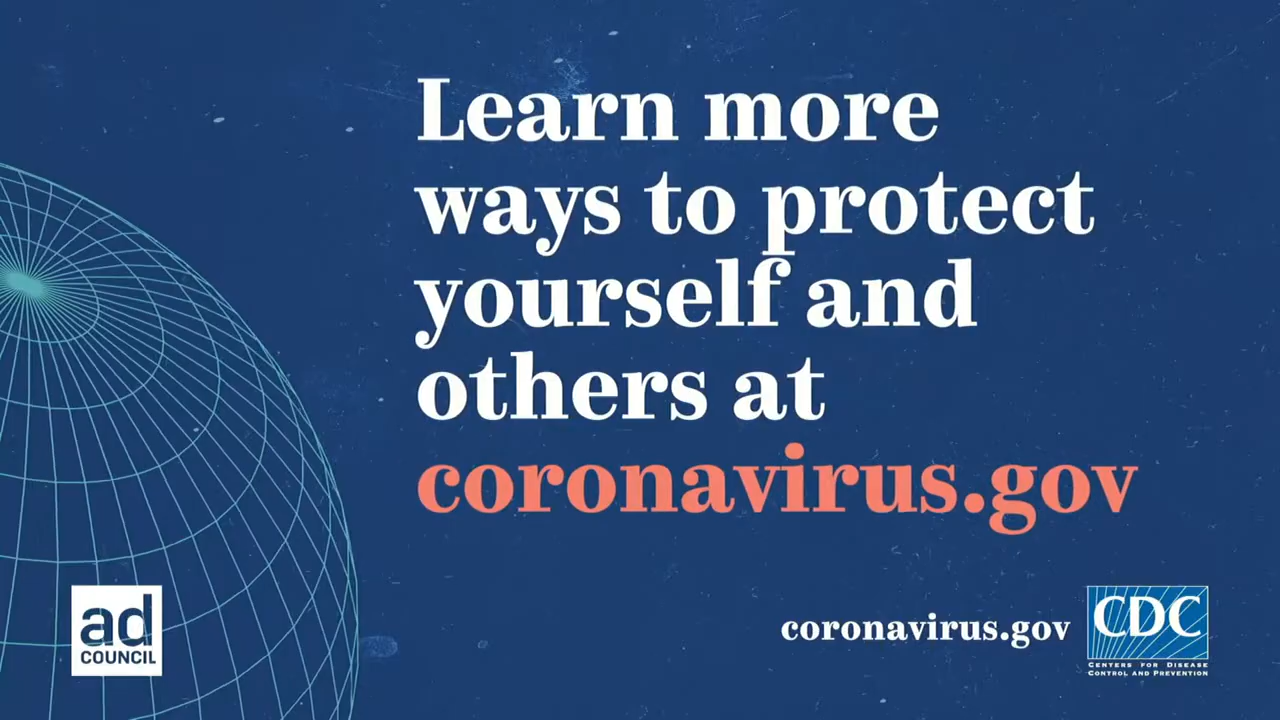 Learn more
ways to protect
yourself and
others at
coronavirus.gov
ad
COUNCIL
coronavirus.gov
CDC
CENTERS FOR DISEASE
CONTROL AND PREVENTION